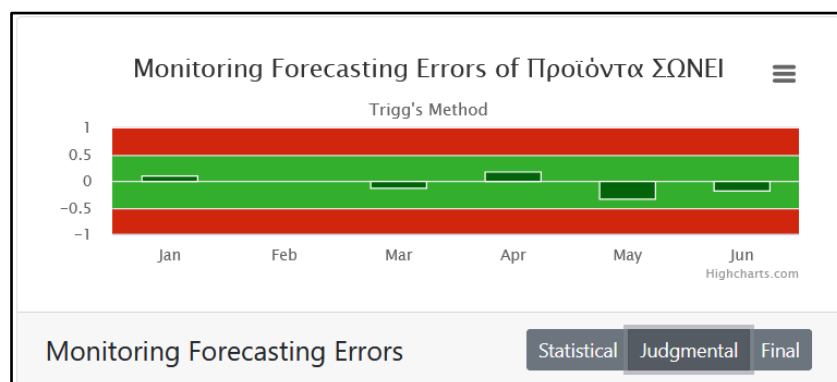 Monitoring Forecasting Errors of Προϊόντα ΣΩΝΕΙ
Trigg's Method
1
0.5
0
−0.5
−1
Jan Feb Mar Apr May Jun
Highcharts.com
Monitoring Forecasting Errors Statistical Judgmental Final